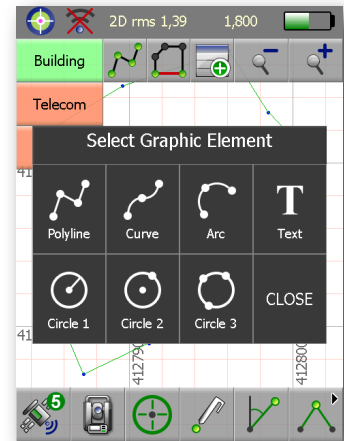 2D rms 1,39 1,800
Building
Telecom
Select Graphic Element
Polyline Curve Arc T Text
Circle 1 Circle 2 Circle 3 CLOSE
412800
5